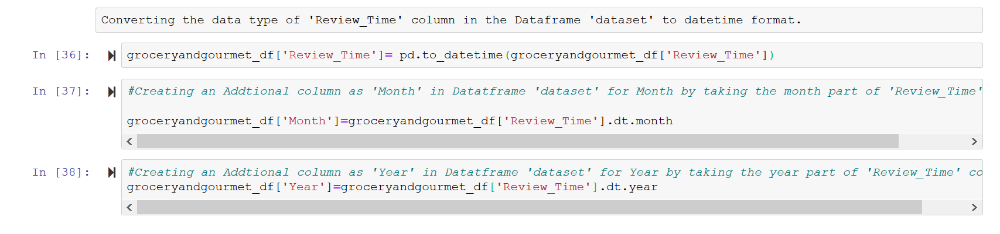 Converting the data type of 'Review_Time' column in the Dataframe 'dataset' to datetime format.
In [36]: groceryandgourmet_df['Review_Time']= pd.to_datetime(groceryandgourmet_df['Review_Time'])
In [37]: #Creating an Addtional column as 'Month' in Datatframe 'dataset' for Month by taking the month part of 'Review_Time'
groceryandgourmet_df['Month']=groceryandgourmet_df['Review_Time'].dt.month
In [38]: #Creating an Addtional column as 'Year' in Datatframe 'dataset' for Year by taking the year part of 'Review_Time' co
groceryandgourmet_df['Year']=groceryandgourmet_df['Review_Time'].dt.year